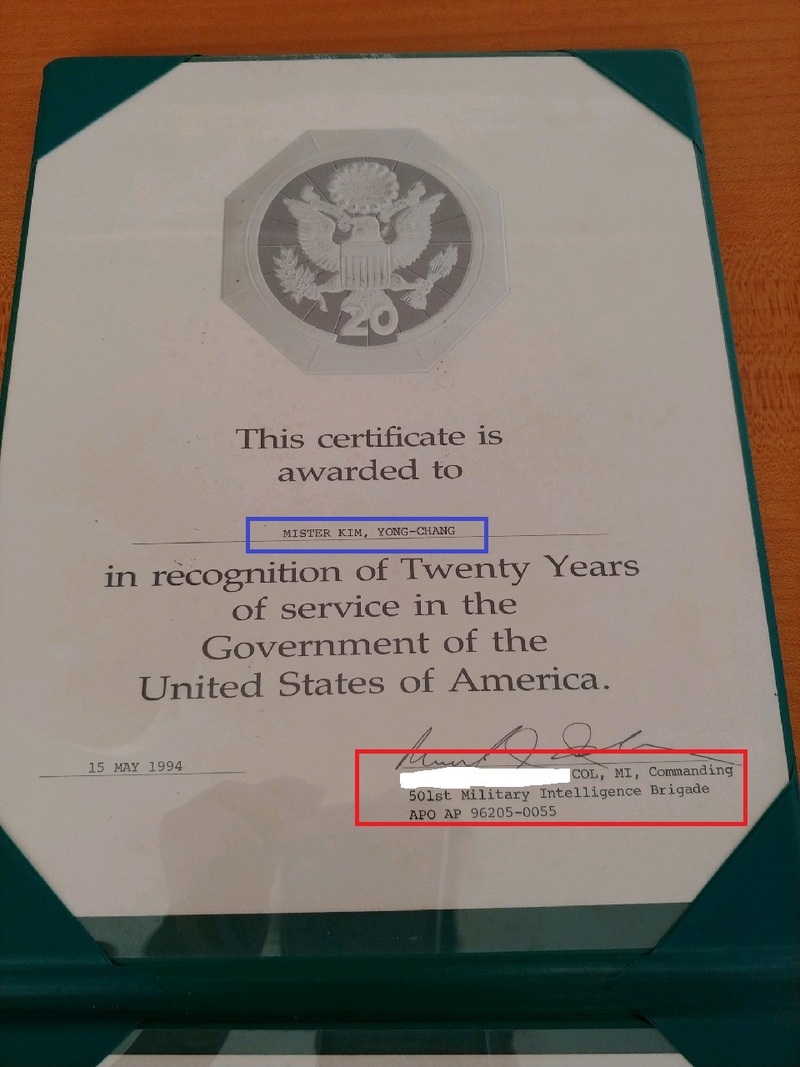 20
This certificate is
awarded to
MISTER KIM, YONG-CHANG
in recognition of Twenty Years
of service in the
Government of the
United States of America.
15 MAY 1994
COL, MI, Commanding
501st Military Intelligence Brigade
APO AP 96205-0055